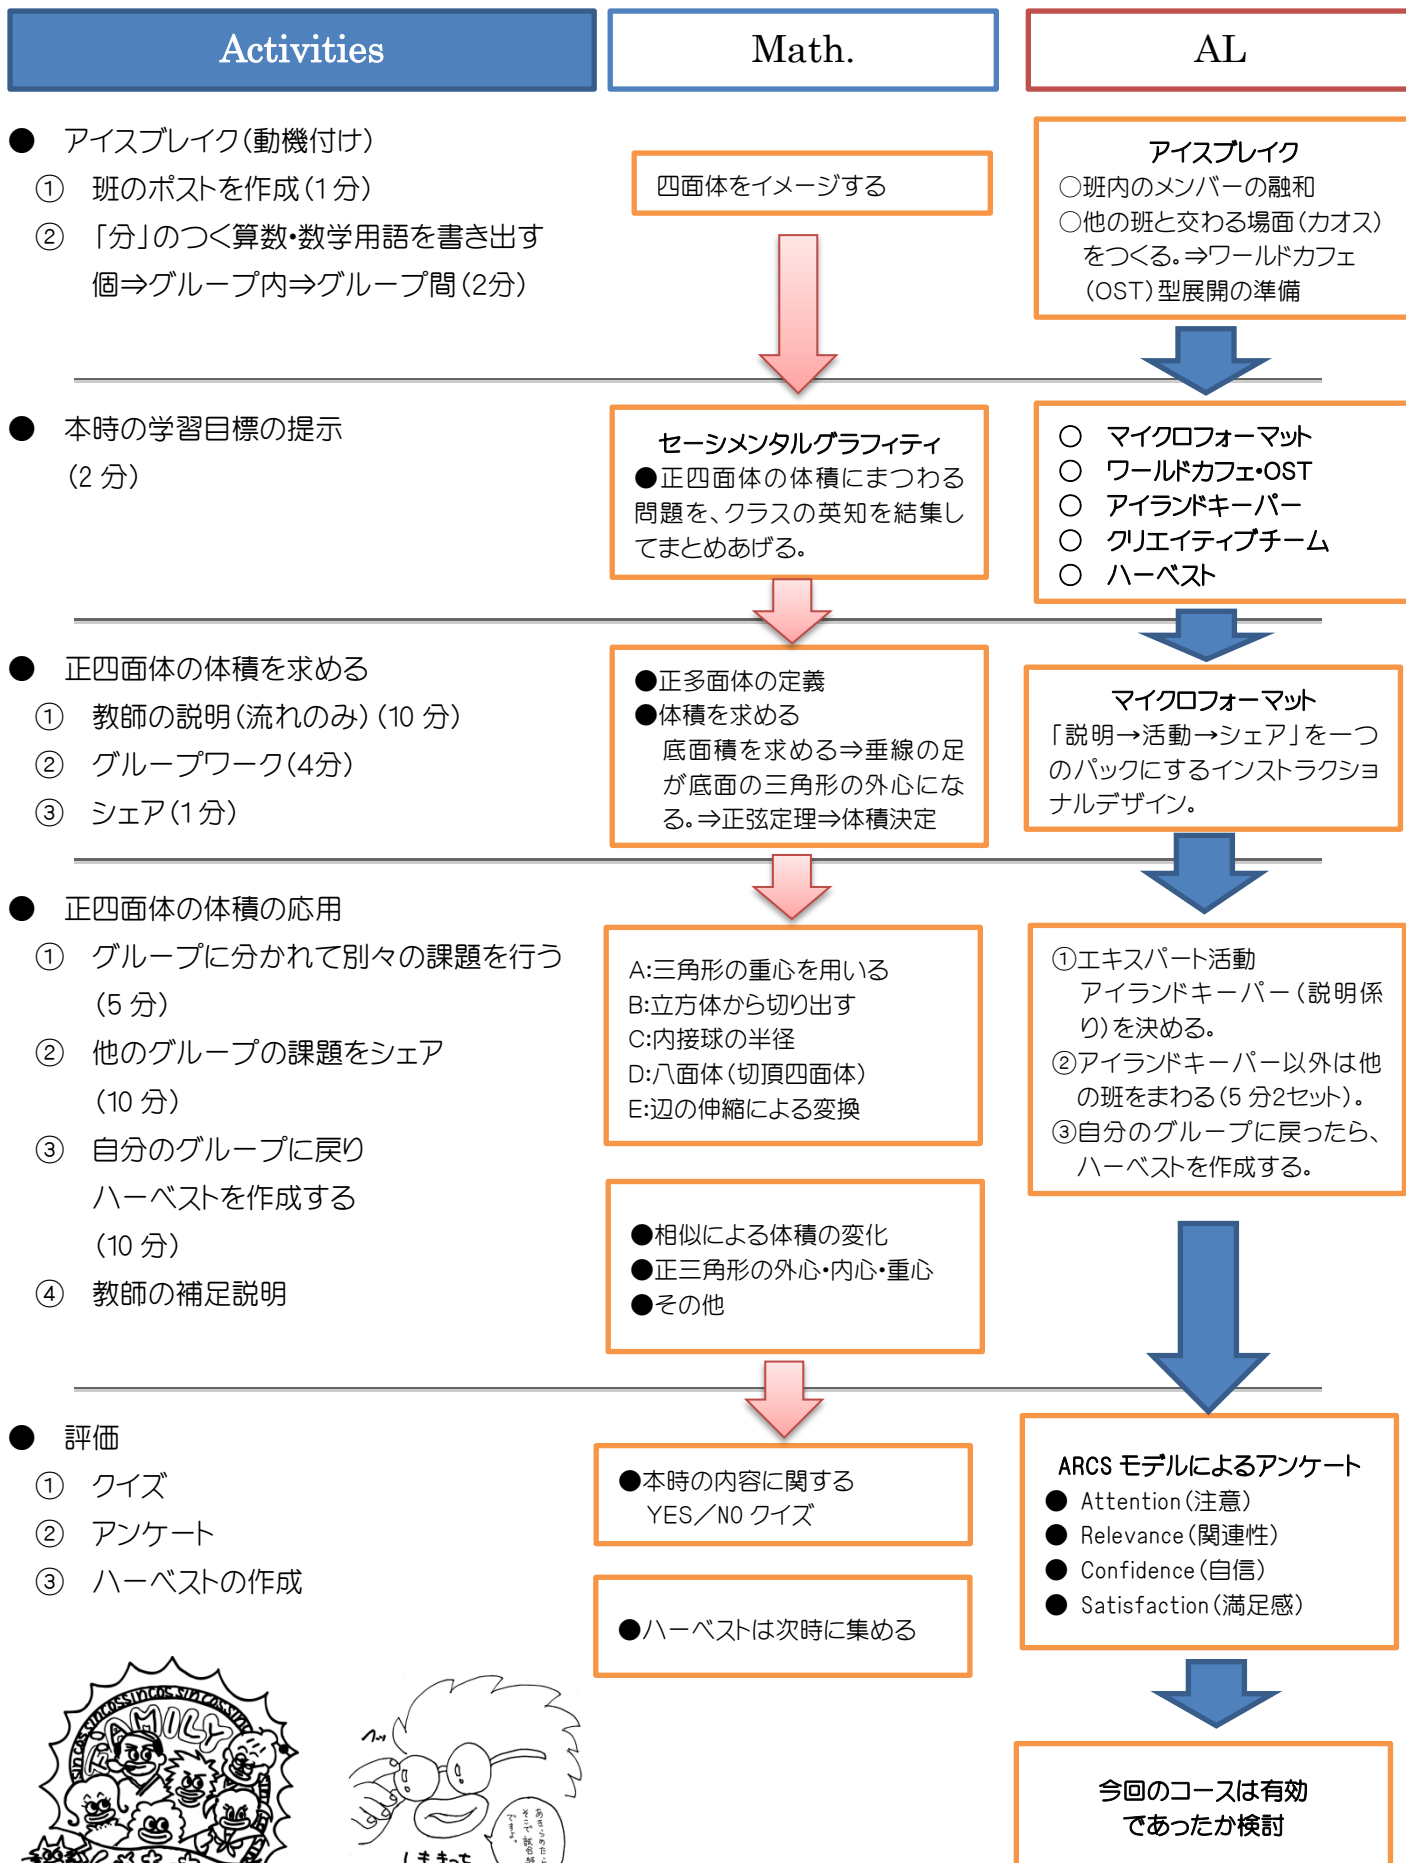 Activities
Math.
AL
● アイスブレイク(動機付け)
① 班のポストを作成(1分)
② 「分」のつく算数・数学用語を書き出す
個⇒グループ内⇒グループ間(2分)
四面体をイメージする
アイスブレイク
○班内のメンバーの融和
○他の班と交わる場面(カオス)
をつくる。⇒ワールドカフェ
(OST)型展開の準備
● 本時の学習目標の提示
(2分)
セーシメンタルグラフィティ
●正四面体の体積にまつわる
問題を、クラスの英知を結集し
てまとめあげる。
○ マイクロフォーマット
○ ワールドカフェ・OST
○ アイランドキーパー
○ クリエイティブチーム
○ ハーベスト
● 正四面体の体積を求める
① 教師の説明(流れのみ)(10分)
② グループワーク(4分)
③ シェア(1分)
●正多面体の定義
●体積を求める
底面積を求める⇒垂線の足
が底面の三角形の外心にな
る。⇒正弦定理⇒体積決定
マイクロフォーマット
「説明→活動→シェア」を一つ
のパックにするインストラクショ
ナルデザイン。
● 正四面体の体積の応用
① グループに分かれて別々の課題を行う
(5分)
② 他のグループの課題をシェア
(10分)
③ 自分のグループに戻り
ハーベストを作成する
(10分)
④ 教師の補足説明
A:三角形の重心を用いる
B:立方体から切り出す
C:内接球の半径
D:八面体(切頂四面体)
E:辺の伸縮による変換
●相似による体積の変化
●正三角形の外心・内心・重心
●その他
①エキスパート活動
アイランドキーパー(説明係
り)を決める。
②アイランドキーパー以外は他
の班をまわる(5分2セット)。
③自分のグループに戻ったら、
ハーベストを作成する。
● 評価
① クイズ
② アンケート
③ ハーベストの作成
●本時の内容に関する
YES/NO クイズ
●ハーベストは次時に集める
ARCS モデルによるアンケート
● Attention(注意)
● Relevance(関連性)
● Confidence(自信)
● Satisfaction(満足感)
今回のコースは有効
であったか検討
sin cos sin cos sin cos sin cos sin
FAMILY
あきらめたら
そこで試合
ですよ。